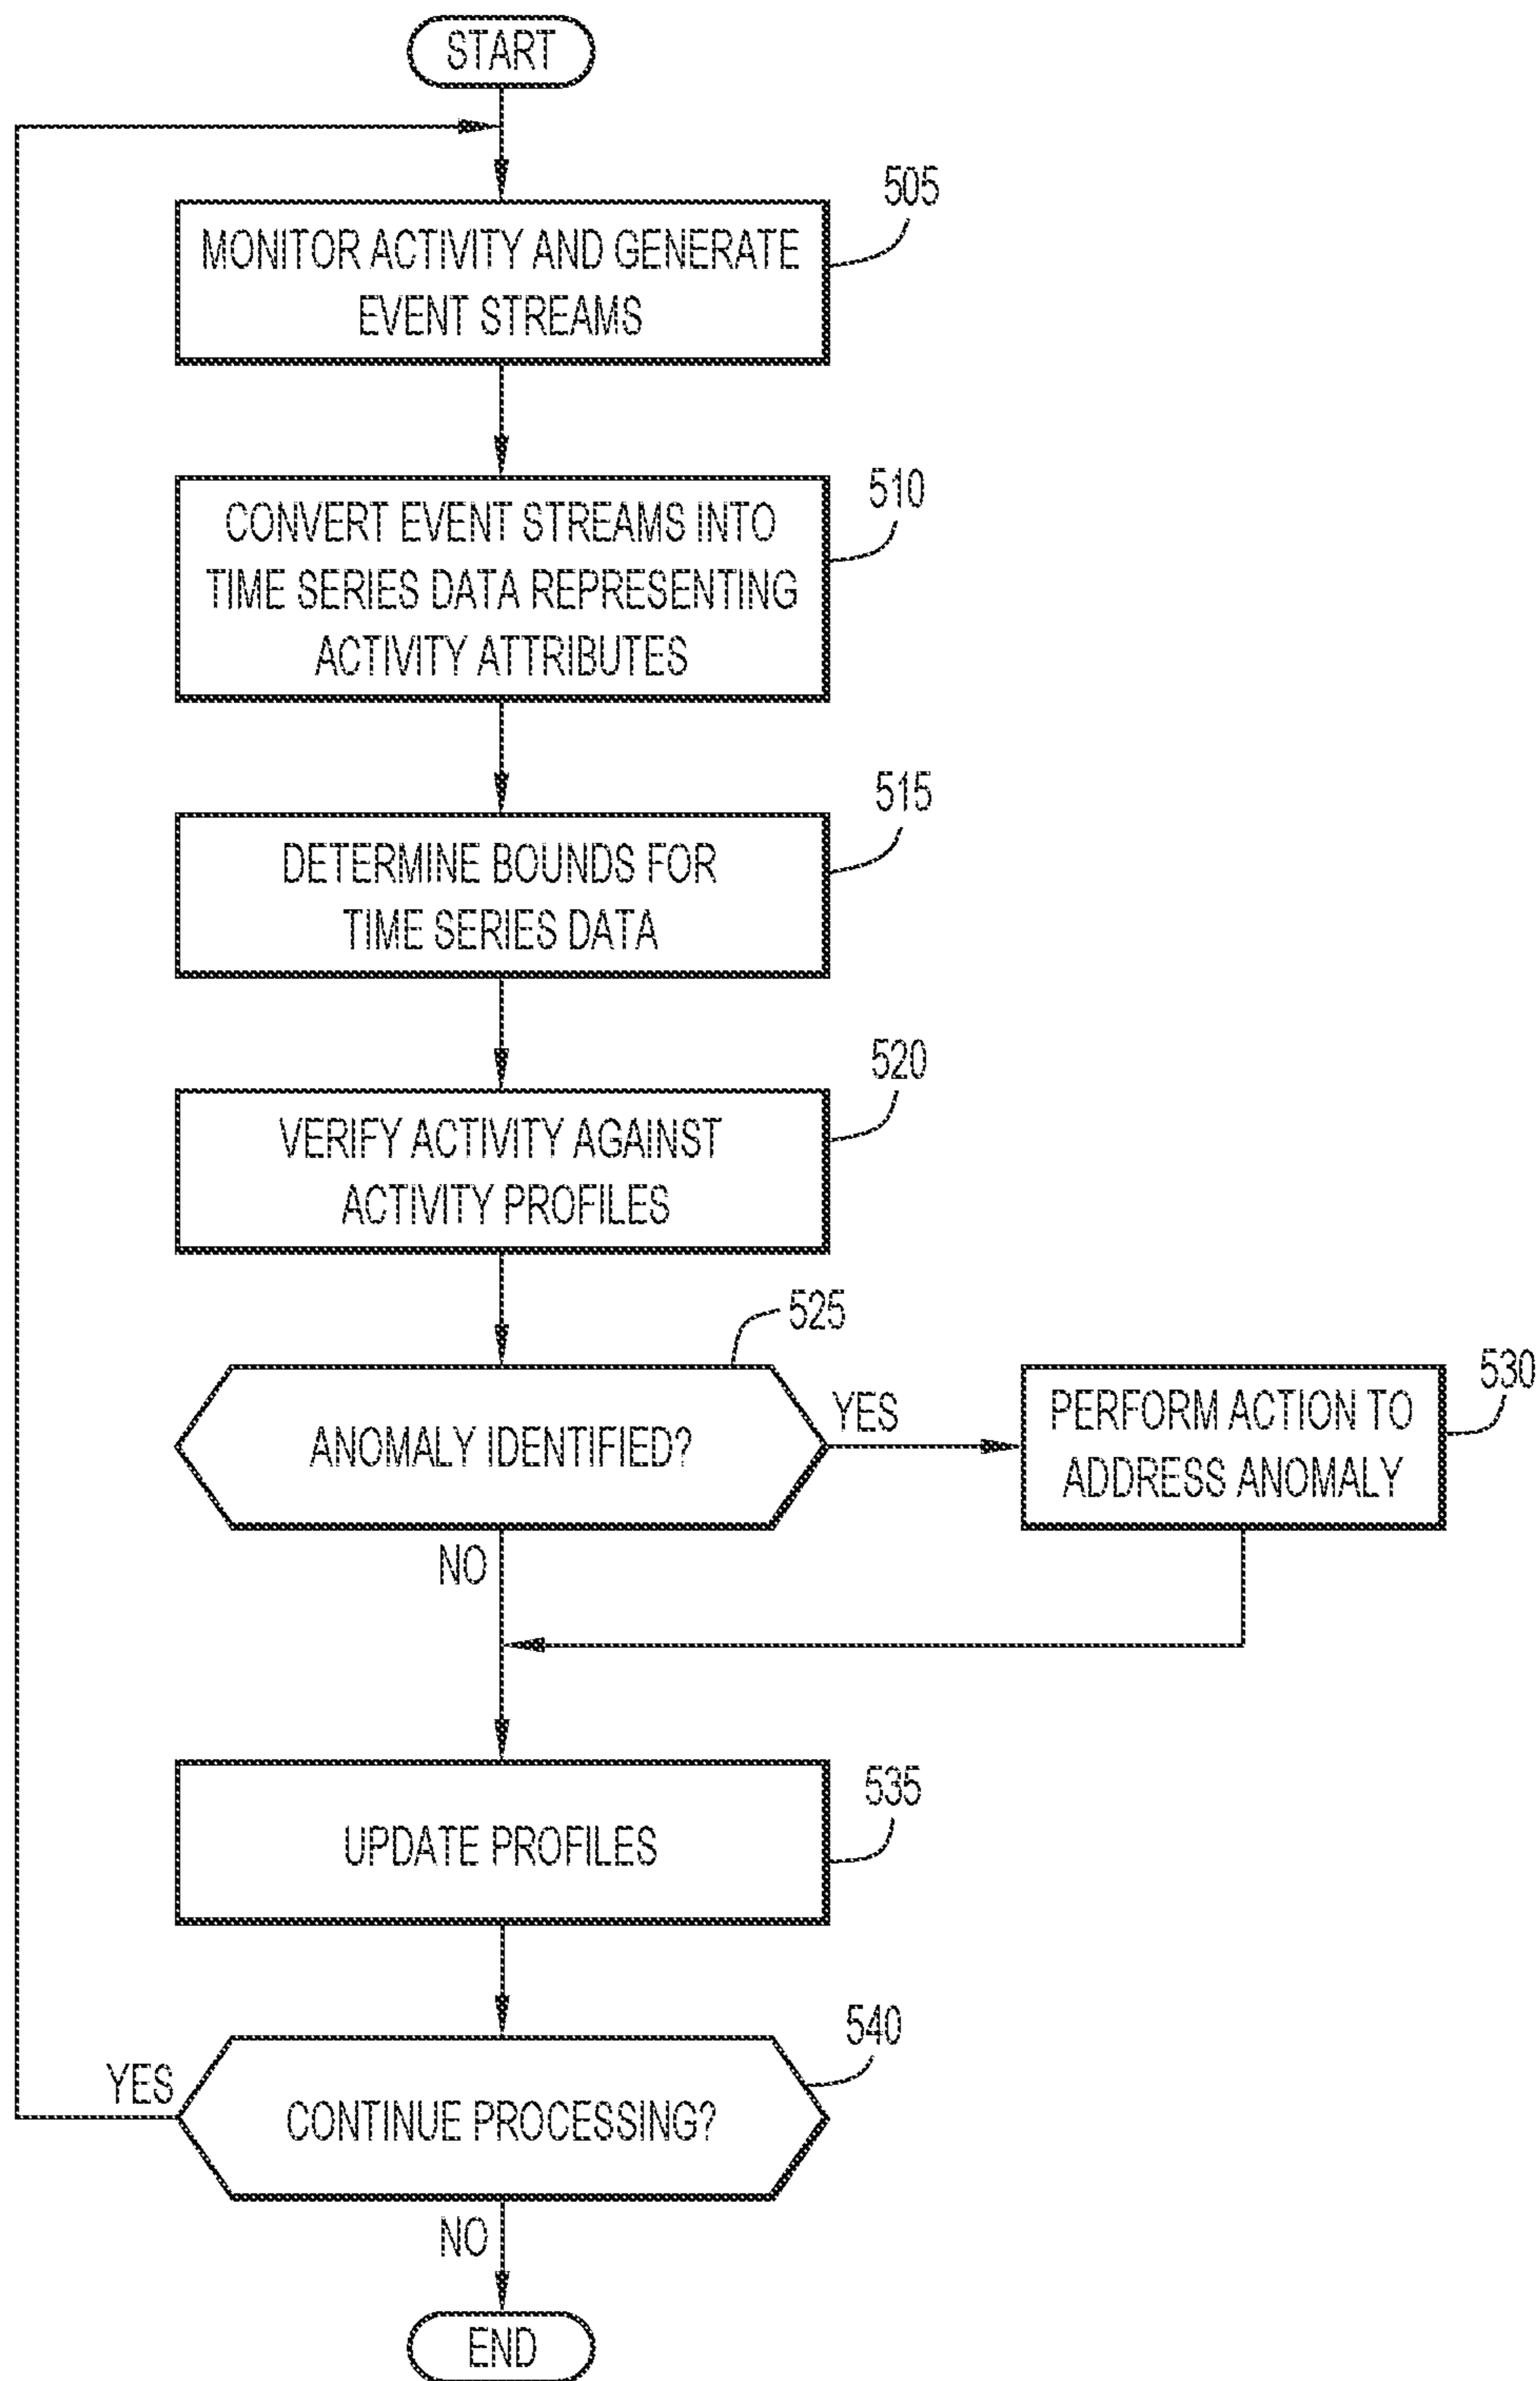 START
505
MONITOR ACTIVITY AND GENERATE
EVENT STREAMS
510
CONVERT EVENT STREAMS INTO
TIME SERIES DATA REPRESENTING
ACTIVITY ATTRIBUTES
515
DETERMINE BOUNDS FOR
TIME SERIES DATA
520
VERIFY ACTIVITY AGAINST
ACTIVITY PROFILES
525
ANOMALY IDENTIFIED?
YES
530
PERFORM ACTION TO
ADDRESS ANOMALY
NO
535
UPDATE PROFILES
540
YES
CONTINUE PROCESSING?
NO
END